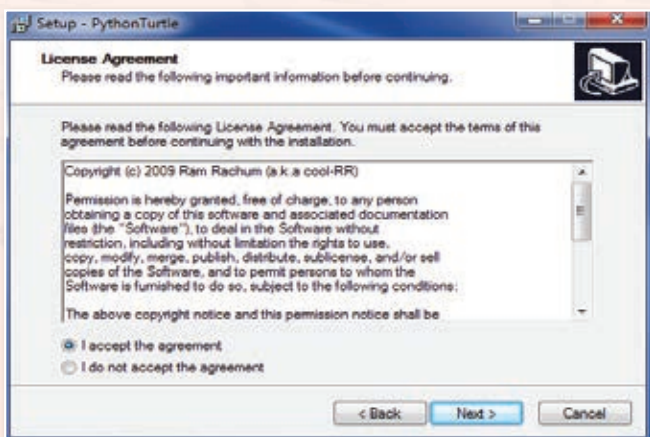 Setup - PythonTurtle
License Agreement
Please read the following important information before continuing.
Please read the following License Agreement. You must accept the terms of this
agreement before continuing with the installation.
Copyright (c) 2009 Ram Rachum (a.k.a cool-RR)
Permission is hereby granted, free of charge, to any person
obtaining a copy of this software and associated documentation
files (the "Software"), to deal in the Software without
restriction, including without limitation the rights to use,
copy, modify, merge, publish, distribute, sublicense, and/or sell
copies of the Software, and to permit persons to whom the
Software is furnished to do so, subject to the following conditions:
The above copyright notice and this permission notice shall be
I accept the agreement
I do not accept the agreement
< Back
Next >
Cancel